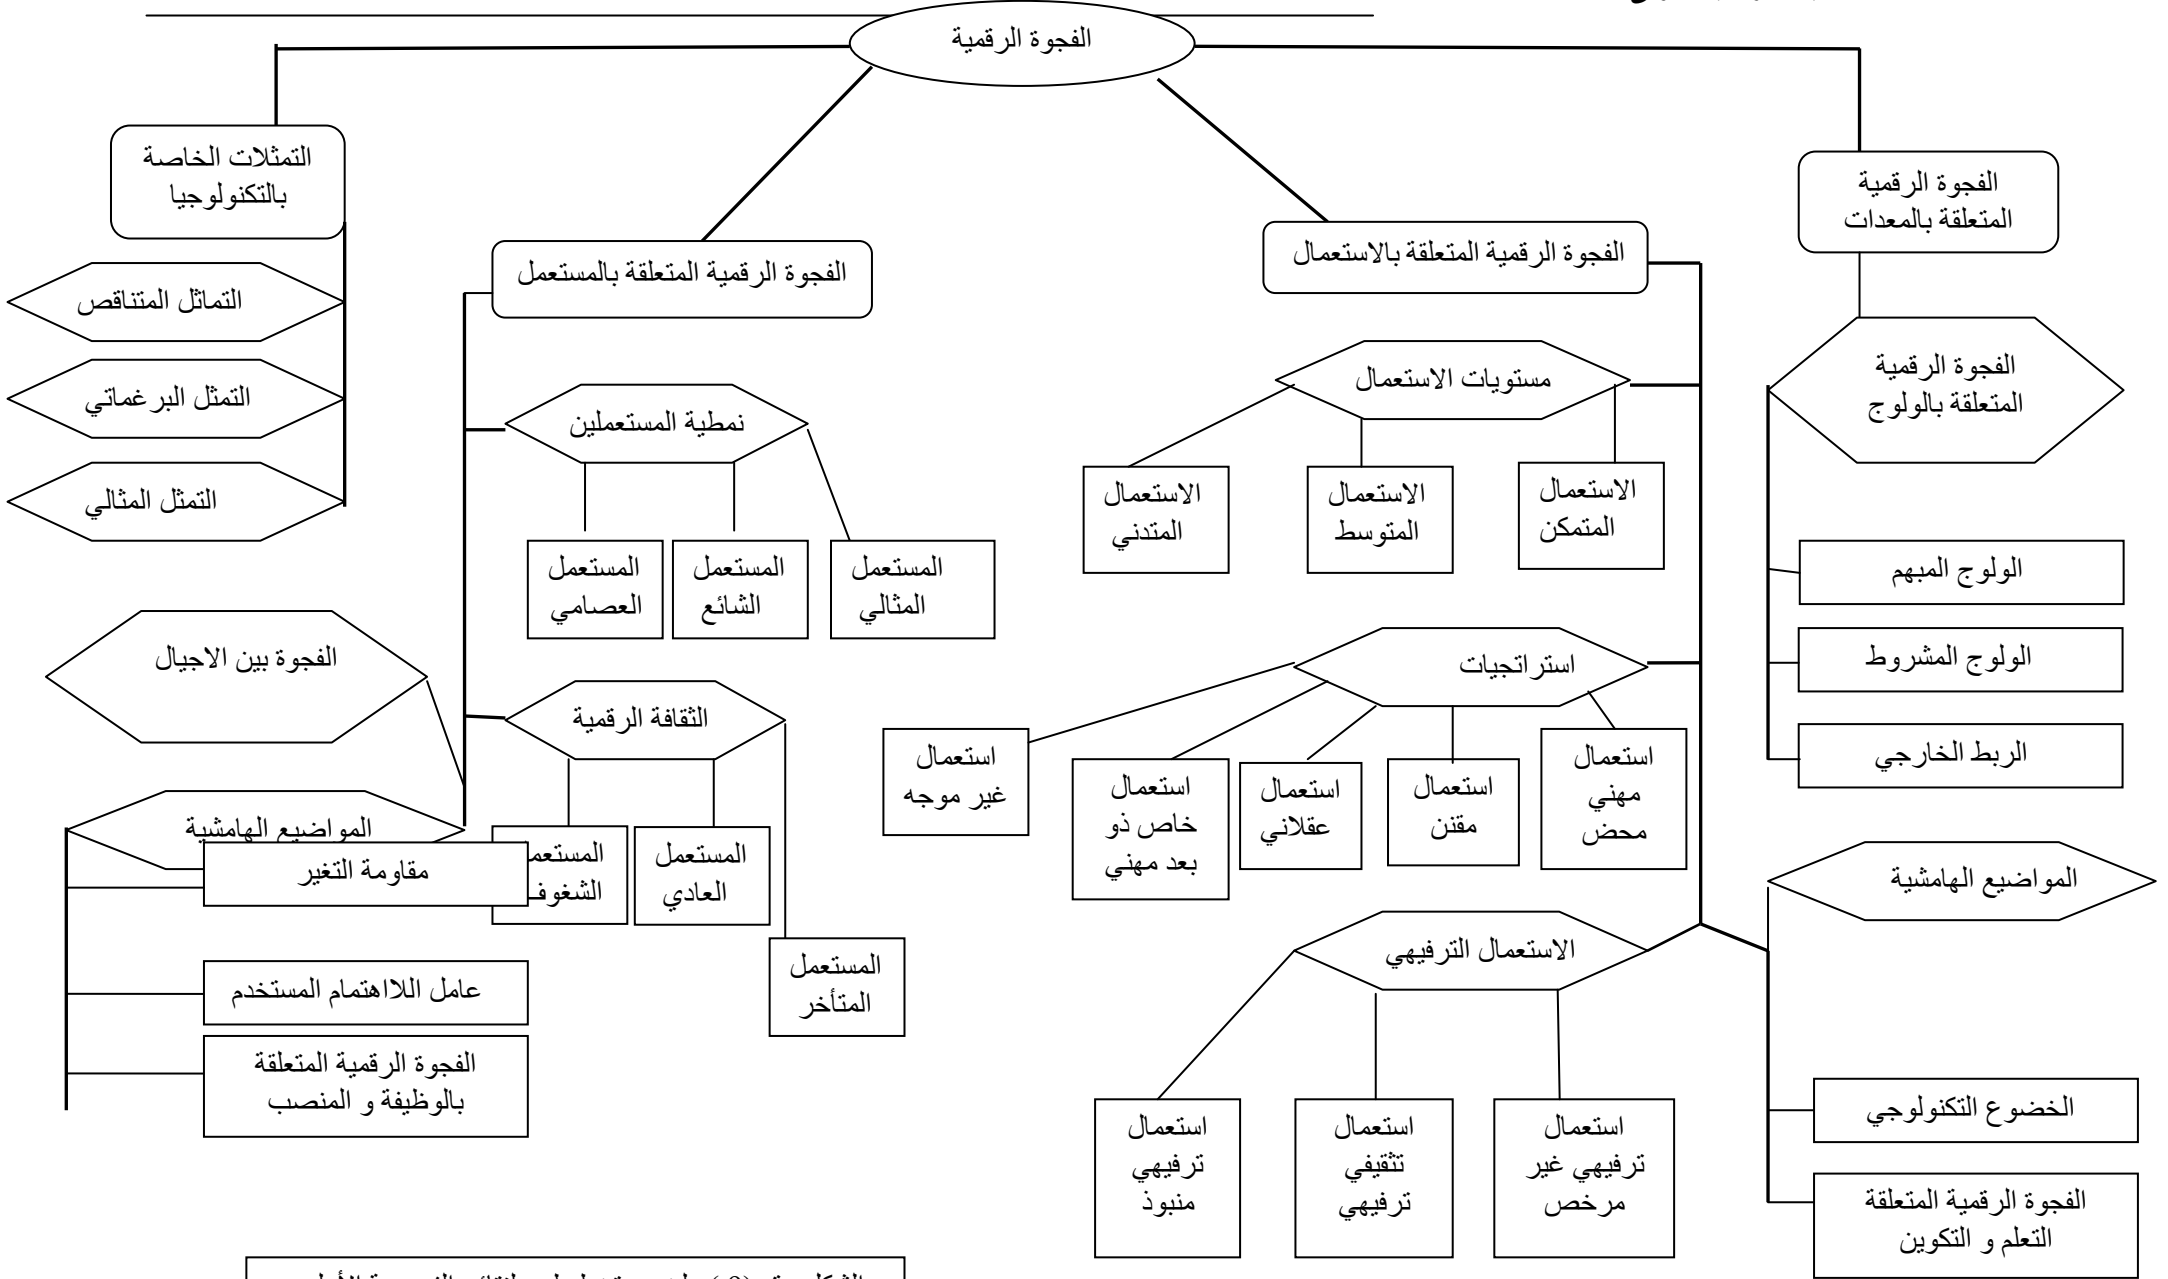 الفجوة الرقمية
الفجوة الرقمية
المتعلقة بالمعدات
الفجوة الرقمية
المتعلقة بالولوج
الولوج المبهم
الولوج المشروط
الربط الخارجي
الفجوة الرقمية المتعلقة بالاستعمال
مستويات الاستعمال
الاستعمال
المتمكن
الاستعمال
المتوسط
الاستعمال
المتدني
استراتجيات
استعمال
مهني
محض
استعمال
مقنن
استعمال
عقلاني
استعمال
خاص ذو
بعد مهني
استعمال
غير موجه
الاستعمال الترفيهي
استعمال
ترفيهي غير
مرخص
استعمال
تثقيفي
ترفيهي
استعمال
ترفيهي
منبوذ
المواضيع الهامشية
الخضوع التكنولوجي
الفجوة الرقمية المتعلقة
التعلم و التكوين
الفجوة الرقمية المتعلقة بالمستعمل
نمطية المستعملين
المستعمل
المثالي
المستعمل
الشائع
المستعمل
العصامي
الثقافة الرقمية
المستعمل
المتأخر
المستعمل
العادي
المستعم
الشغوف
الفجوة بين الاجيال
المواضيع الهامشية
مقاومة التغير
عامل اللااهتمام المستخدم
الفجوة الرقمية المتعلقة
بالوظيفة و المنصب
التمثلات الخاصة
بالتكنولوجيا
التماثل المتناقص
التمثل البرغماتي
التمثل المثالي